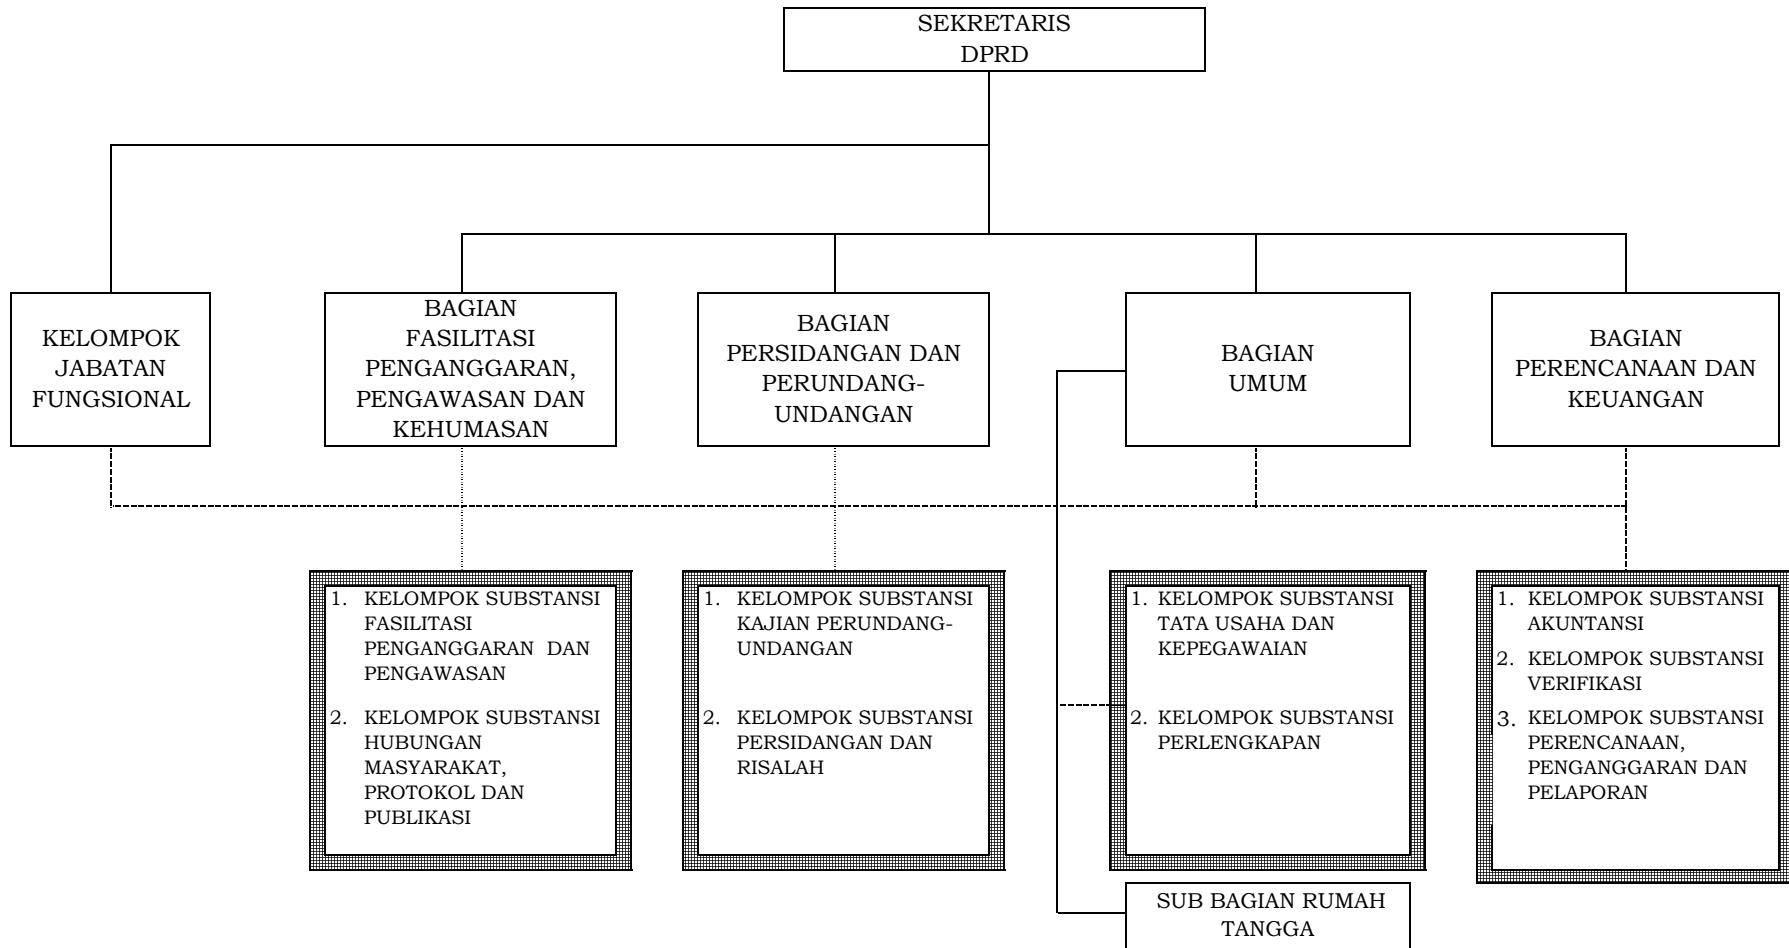 SEKRETARIS
DPRD
KELOMPOK
JABATAN
FUNGSIONAL
BAGIAN
FASILITASI
PENGANGGARAN,
PENGAWASAN DAN
KEHUMASAN
BAGIAN
PERSIDANGAN DAN
PERUNDANG-
UNDANGAN
BAGIAN
UMUM
BAGIAN
PERENCANAAN DAN
KEUANGAN
1. KELOMPOK SUBSTANSI
FASILITASI
PENGANGGARAN DAN
PENGAWASAN
2. KELOMPOK SUBSTANSI
HUBUNGAN
MASYARAKAT,
PROTOKOL DAN
PUBLIKASI
1. KELOMPOK SUBSTANSI
KAJIAN PERUNDANG-
UNDANGAN
2. KELOMPOK SUBSTANSI
PERSIDANGAN DAN
RISALAH
1. KELOMPOK SUBSTANSI
TATA USAHA DAN
KEPEGAWAIAN
2. KELOMPOK SUBSTANSI
PERLENGKAPAN
1. KELOMPOK SUBSTANSI
AKUNTANSI
2. KELOMPOK SUBSTANSI
VERIFIKASI
3. KELOMPOK SUBSTANSI
PERENCANAAN,
PENGANGGARAN DAN
PELAPORAN
SUB BAGIAN RUMAH
TANGGA